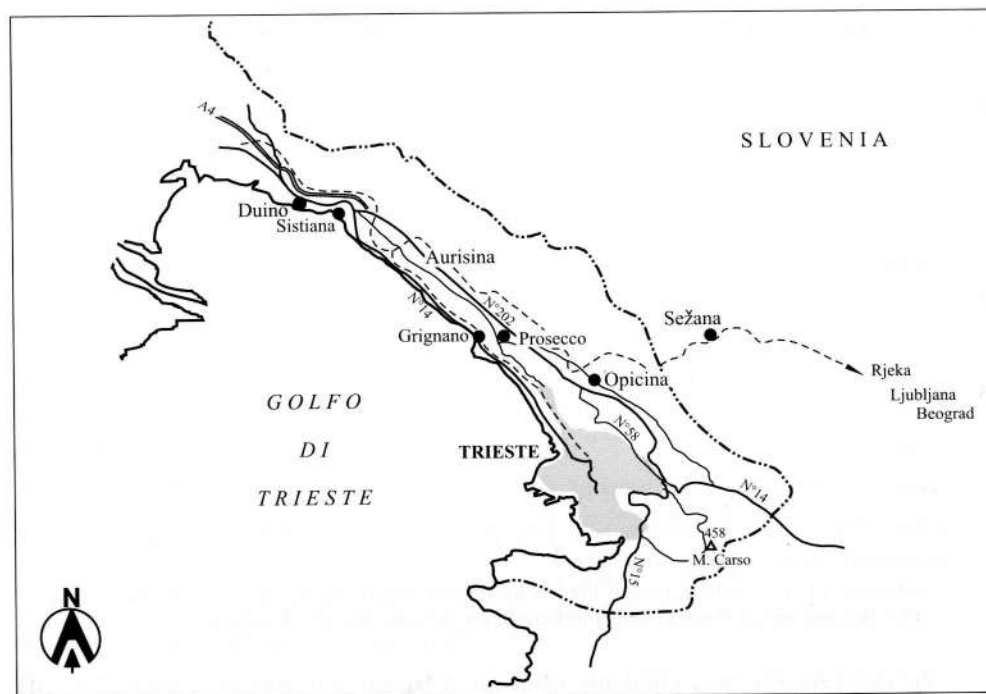 A4
SLOVENIA
Duino
Sistiana
Aurisina
N°14
N°202
Sežana
Grignano
Prosecco
Rjeka
Opicina
Ljubljana
Beograd
GOLFO
DI
TRIESTE
N°58
TRIESTE
N°14
458
M. Carso
N°15
N